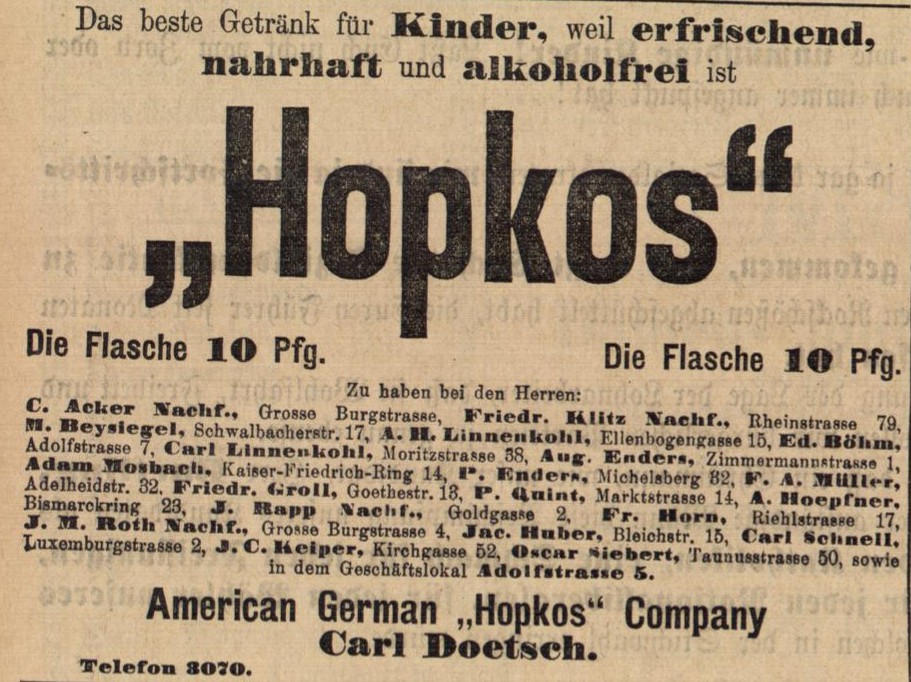 Das beste Getränk für Kinder, weil erfrischend,
nahrhaft und alkoholfrei ist
„Hopkos“
Die Flasche 10 Pfg. Die Flasche 10 Pfg.
Zu haben bei den Herren:
C. Acker Nachf., Grosse Burgstrasse, Friedr. Klitz Nachf., Rheinstrasse 79,
M. Beysiegel, Schwalbacherstr. 17, A. H. Linnenkohl, Ellenbogengasse 15, Ed. Böhm,
Adolfstrasse 7, Carl Linnenkohl, Moritzstrasse 38, Aug. Enders, Zimmermannstrasse 1,
Adam Mosbach, Kaiser-Friedrich-Ring 14, P. Enders, Michelsberg 32, F. A. Müller,
Adelheidstr. 32, Friedr. Groll, Goethestr. 13, P. Quint, Marktstrasse 14, A. Hoepfner,
Bismarckring 23, J. Rapp Nachf., Goldgasse 2, Fr. Horn, Riehlstrasse 17,
J. M. Roth Nachf., Grosse Burgstrasse 4, Jac. Huber, Bleichstr. 15, Carl Schnell,
Luxemburgstrasse 2, J. C. Keiper, Kirchgasse 52, Oscar Siebert, Taunusstrasse 50, sowie
in dem Geschäftslokal Adolfstrasse 5.
American German „Hopkos“ Company
Carl Doetsch.
Telefon 3070.